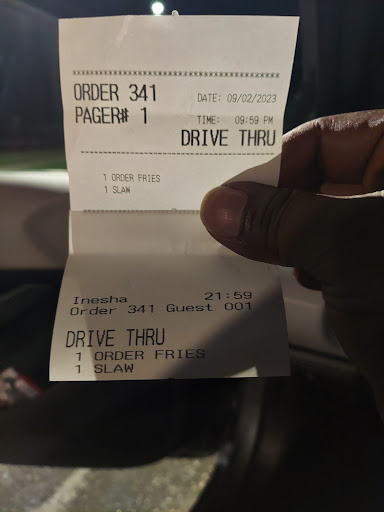 ORDER 341
DATE: 09/02/2023
PAGER# 1
TIME: 09:59 PM
DRIVE THRU
1 ORDER FRIES
1 SLAW
Inesha 21:59
Order 341 Guest 001
DRIVE THRU
1 ORDER FRIES
1 SLAW